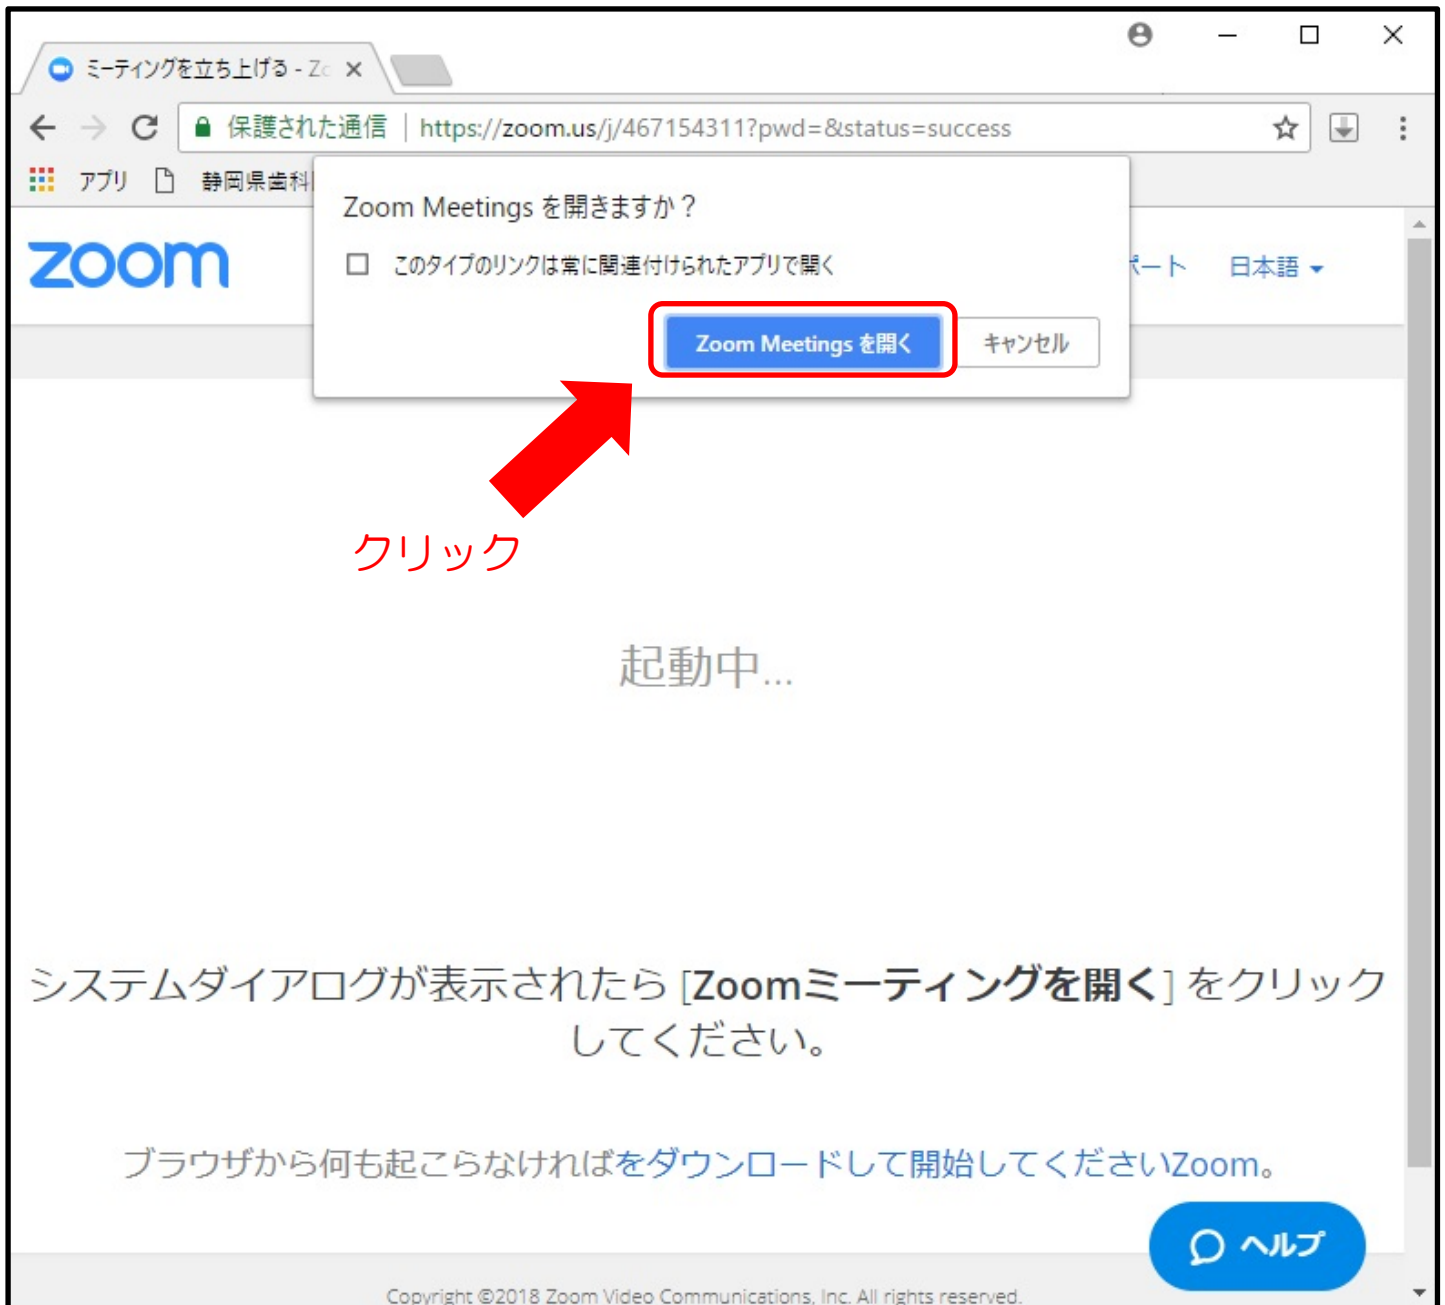 ミーティングを立ち上げる - Zo
保護された通信 | https://zoom.us/j/467154311?pwd=&status=success
アプリ 静岡県歯科
Zoom Meetings を開きますか？
このタイプのリンクは常に関連付けられたアプリで開く
Zoom Meetings を開く キャンセル
zoom ポート 日本語
クリック
起動中...
システムダイアログが表示されたら [Zoomミーティングを開く] をクリック
してください。
ブラウザから何も起こらなければをダウンロードして開始してくださいZoom。
ヘルプ
Copyright ©2018 Zoom Video Communications, Inc. All rights reserved.